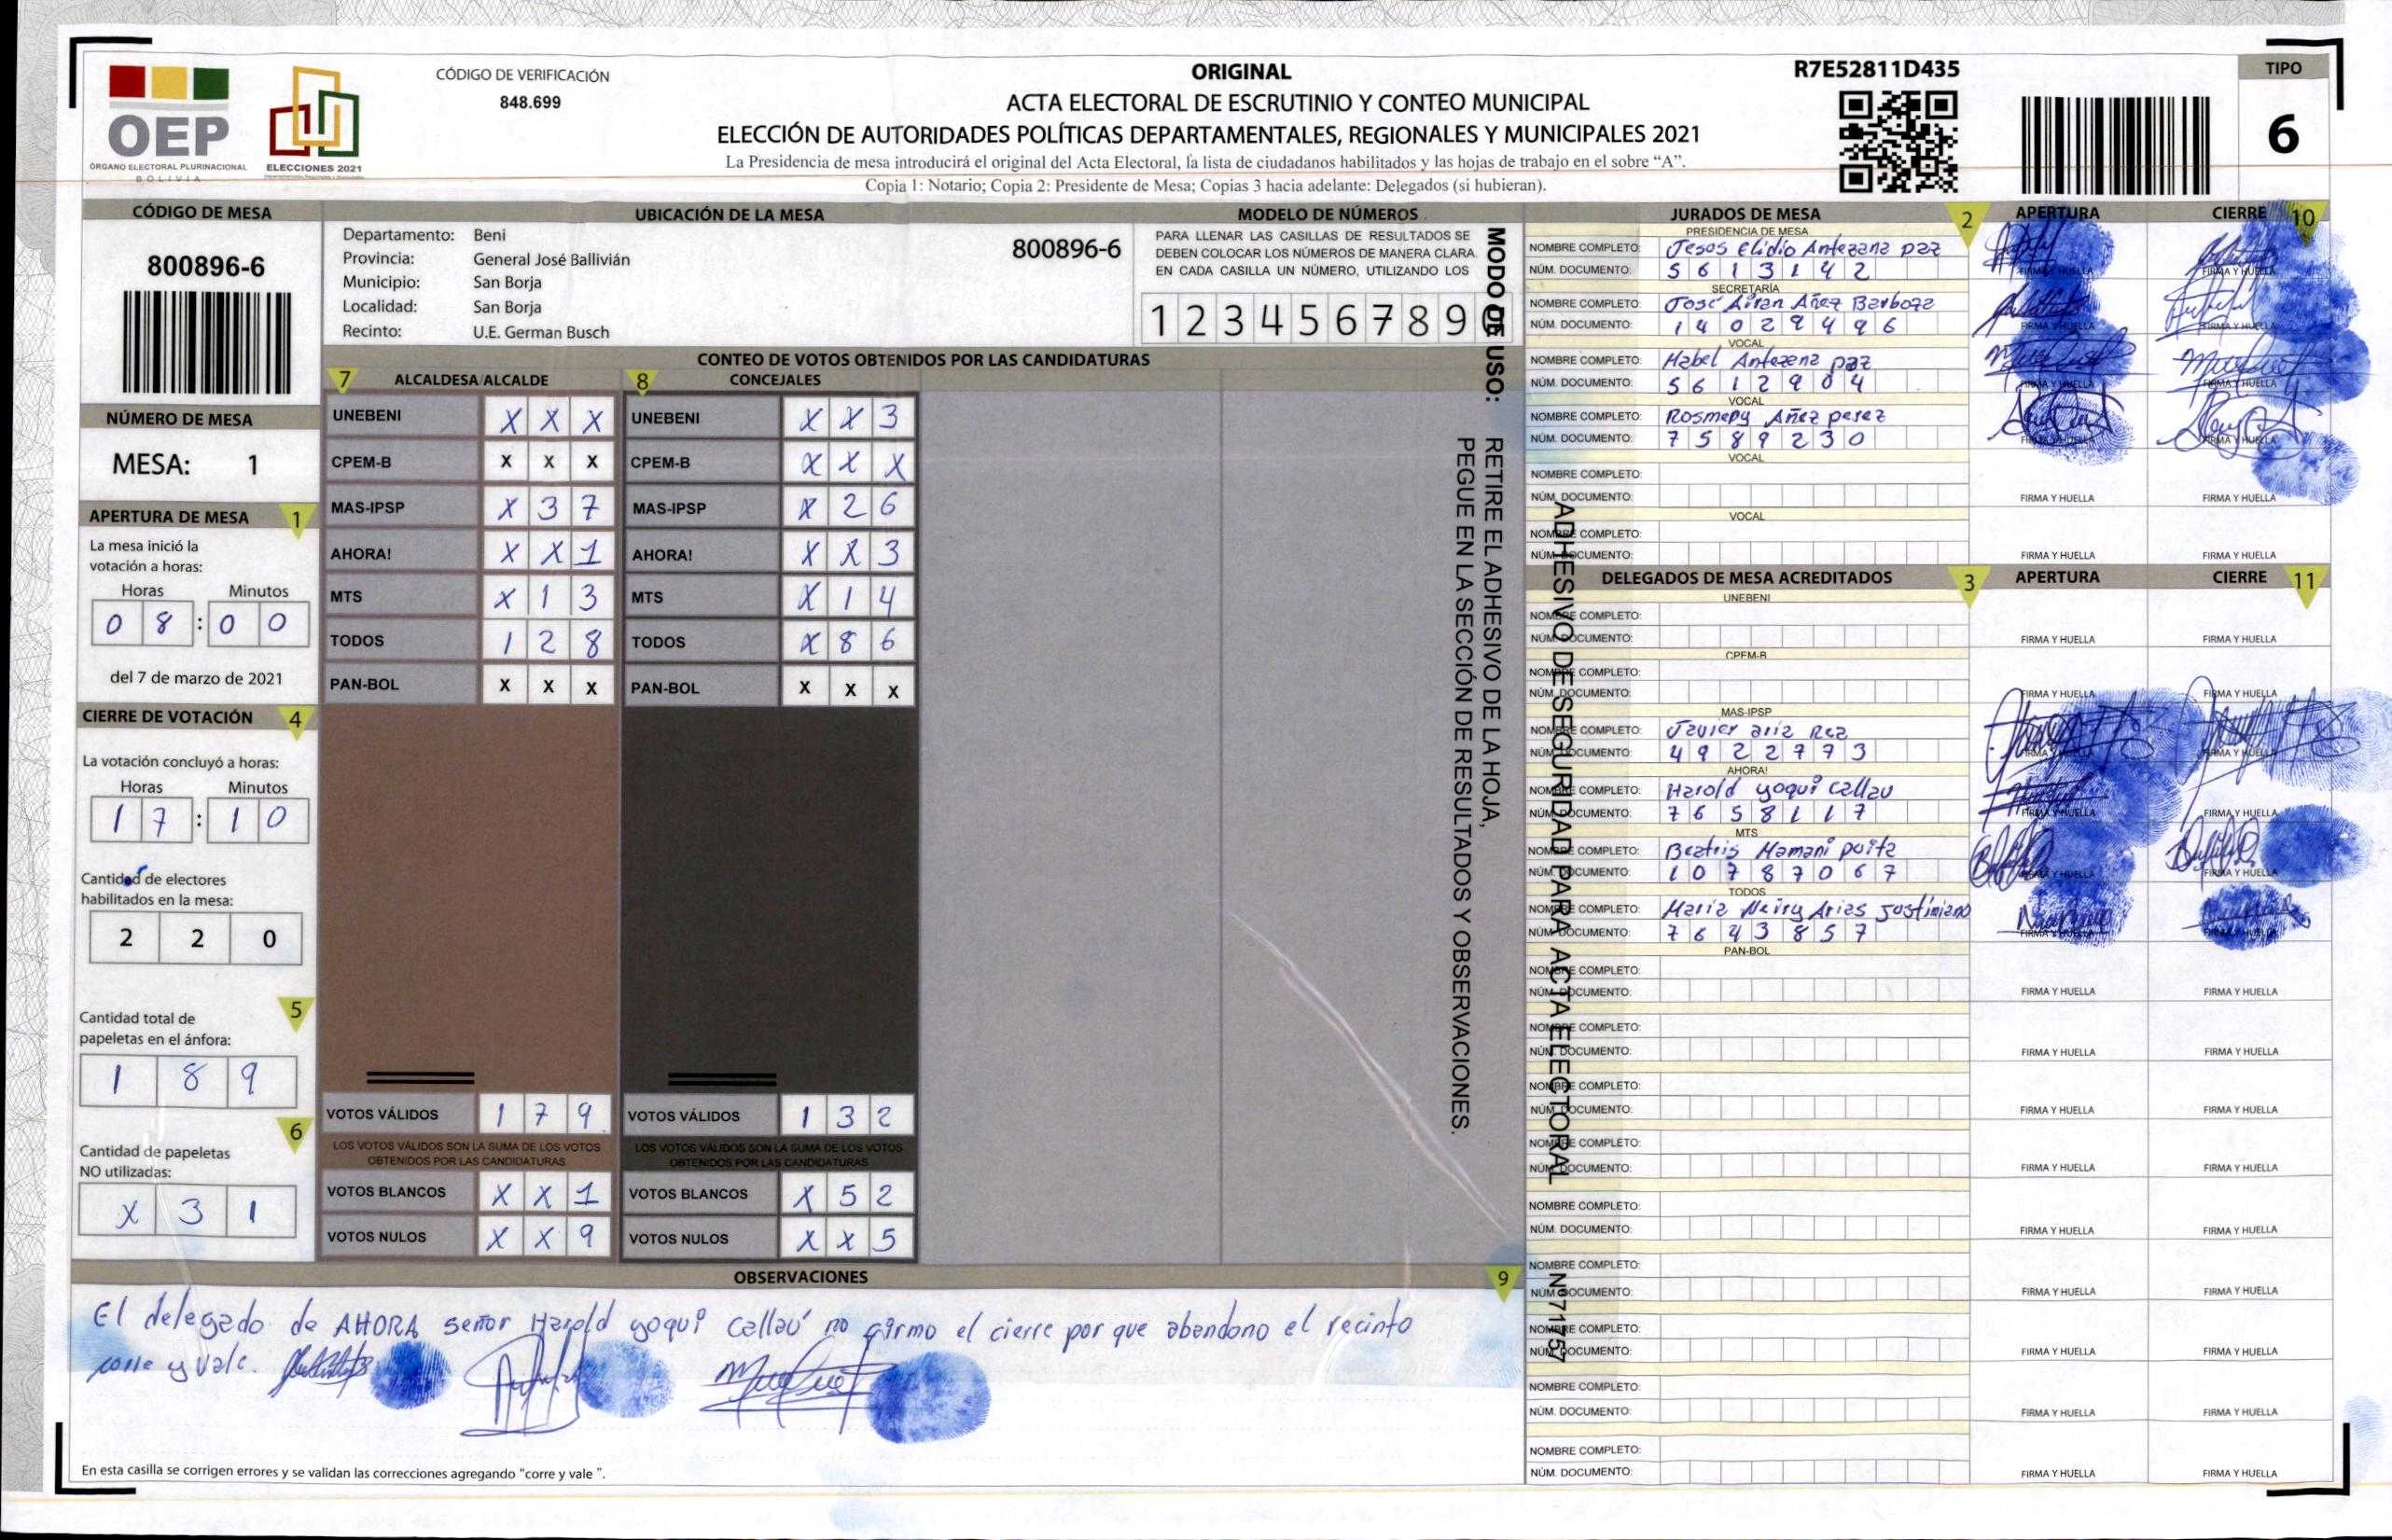 OEP
ÓRGANO ELECTORAL PLURINACIONAL
BOLIVIA
ELECCIONES 2021
CÓDIGO DE VERIFICACIÓN
848.699
ORIGINAL
ACTA ELECTORAL DE ESCRUTINIO Y CONTEO MUNICIPAL
ELECCIÓN DE AUTORIDADES POLÍTICAS DEPARTAMENTALES, REGIONALES Y MUNICIPALES 2021
La Presidencia de mesa introducirá el original del Acta Electoral, la lista de ciudadanos habilitados y las hojas de trabajo en el sobre “A”.
Copia 1: Notario; Copia 2: Presidente de Mesa; Copias 3 hacia adelante: Delegados (si hubieran).
R7E52811D435
TIPO
6
CÓDIGO DE MESA
800896-6
NÚMERO DE MESA
MESA: 1
APERTURA DE MESA 1
La mesa inició la
votación a horas:
Horas Minutos
0 8 : 0 0
del 7 de marzo de 2021
CIERRE DE VOTACIÓN 4
La votación concluyó a horas:
Horas Minutos
1 7 : 1 0
Cantidad de electores
habilitados en la mesa:
2 2 0
5
Cantidad total de
papeletas en el ánfora:
1 8 9
6
Cantidad de papeletas
NO utilizadas:
X 3 1
UBICACIÓN DE LA MESA
Departamento: Beni
Provincia: General José Ballivián
Municipio: San Borja
Localidad: San Borja
Recinto: U.E. German Busch
800896-6
MODELO DE NÚMEROS
PARA LLENAR LAS CASILLAS DE RESULTADOS SE
DEBEN COLOCAR LOS NÚMEROS DE MANERA CLARA.
EN CADA CASILLA UN NÚMERO, UTILIZANDO LOS
1 2 3 4 5 6 7 8 9
CONTEO DE VOTOS OBTENIDOS POR LAS CANDIDATURAS
7 ALCALDESA/ALCALDE
UNEBENI X X X
CPEM-B X X X
MAS-IPSP X 3 7
AHORA! X X 1
MTS X 1 3
TODOS 1 2 8
PAN-BOL X X X
VOTOS VÁLIDOS 1 7 9
LOS VOTOS VÁLIDOS SON LA SUMA DE LOS VOTOS
OBTENIDOS POR LAS CANDIDATURAS
VOTOS BLANCOS X X 1
VOTOS NULOS X X 9
8 CONCEJALES
UNEBENI X X 3
CPEM-B X X X
MAS-IPSP X 2 6
AHORA! X X 3
MTS X 1 4
TODOS X 8 6
PAN-BOL X X X
VOTOS VÁLIDOS 1 3 2
LOS VOTOS VÁLIDOS SON LA SUMA DE LOS VOTOS
OBTENIDOS POR LAS CANDIDATURAS
VOTOS BLANCOS X 5 2
VOTOS NULOS X X 5
MODO DE USO:
RETIRE EL ADHESIVO DE LA HOJA,
PEGUE EN LA SECCIÓN DE RESULTADOS Y OBSERVACIONES.
ADHESIVO DE SEGURIDAD PARA ACTA ELECTORAL
Nº 71757
JURADOS DE MESA 2 APERTURA CIERRE 10
PRESIDENCIA DE MESA
NOMBRE COMPLETO: Jesos Elidio Antezana paz
NÚM. DOCUMENTO: 5 6 1 3 1 4 2 FIRMA Y HUELLA FIRMA Y HUELLA
SECRETARÍA
NOMBRE COMPLETO: José Añez Barboza
NÚM. DOCUMENTO: 1 4 0 2 9 4 9 6 FIRMA Y HUELLA FIRMA Y HUELLA
VOCAL
NOMBRE COMPLETO: Mabel Antezana paz
NÚM. DOCUMENTO: 5 6 1 2 9 0 4 FIRMA Y HUELLA FIRMA Y HUELLA
VOCAL
NOMBRE COMPLETO: Rosmery Añez perez
NÚM. DOCUMENTO: 7 5 8 9 2 3 0 FIRMA Y HUELLA FIRMA Y HUELLA
VOCAL
NOMBRE COMPLETO:
NÚM. DOCUMENTO: FIRMA Y HUELLA FIRMA Y HUELLA
VOCAL
NOMBRE COMPLETO:
NÚM. DOCUMENTO: FIRMA Y HUELLA FIRMA Y HUELLA
DELEGADOS DE MESA ACREDITADOS 3 APERTURA CIERRE 11
UNEBENI
NOMBRE COMPLETO:
NÚM. DOCUMENTO: FIRMA Y HUELLA FIRMA Y HUELLA
CPEM-B
NOMBRE COMPLETO:
NÚM. DOCUMENTO: FIRMA Y HUELLA FIRMA Y HUELLA
MAS-IPSP
NOMBRE COMPLETO: Javier ariz Rea
NÚM. DOCUMENTO: 4 9 2 2 7 7 3 FIRMA Y HUELLA FIRMA Y HUELLA
AHORA!
NOMBRE COMPLETO: Harold yoqui Callau
NÚM. DOCUMENTO: 7 6 5 8 1 1 7 FIRMA Y HUELLA FIRMA Y HUELLA
MTS
NOMBRE COMPLETO: Beatris Mamani poita
NÚM. DOCUMENTO: 1 0 7 8 7 0 6 7 FIRMA Y HUELLA FIRMA Y HUELLA
TODOS
NOMBRE COMPLETO: Maria Neisy Arias justiniano
NÚM. DOCUMENTO: 7 6 4 3 8 5 7 FIRMA Y HUELLA
PAN-BOL
NOMBRE COMPLETO:
NÚM. DOCUMENTO: FIRMA Y HUELLA FIRMA Y HUELLA
NOMBRE COMPLETO:
NÚM. DOCUMENTO: FIRMA Y HUELLA FIRMA Y HUELLA
NOMBRE COMPLETO:
NÚM. DOCUMENTO: FIRMA Y HUELLA FIRMA Y HUELLA
NOMBRE COMPLETO:
NÚM. DOCUMENTO: FIRMA Y HUELLA FIRMA Y HUELLA
NOMBRE COMPLETO:
NÚM. DOCUMENTO: FIRMA Y HUELLA FIRMA Y HUELLA
NOMBRE COMPLETO:
NÚM. DOCUMENTO: FIRMA Y HUELLA FIRMA Y HUELLA
NOMBRE COMPLETO:
NÚM. DOCUMENTO: FIRMA Y HUELLA FIRMA Y HUELLA
NOMBRE COMPLETO:
NÚM. DOCUMENTO: FIRMA Y HUELLA FIRMA Y HUELLA
NOMBRE COMPLETO:
NÚM. DOCUMENTO: FIRMA Y HUELLA FIRMA Y HUELLA
OBSERVACIONES 9
El delegado de AHORA señor Harold yoqui callau no firmo el cierre por que abandono el recinto
corre y vale.
En esta casilla se corrigen errores y se validan las correcciones agregando “corre y vale ”.